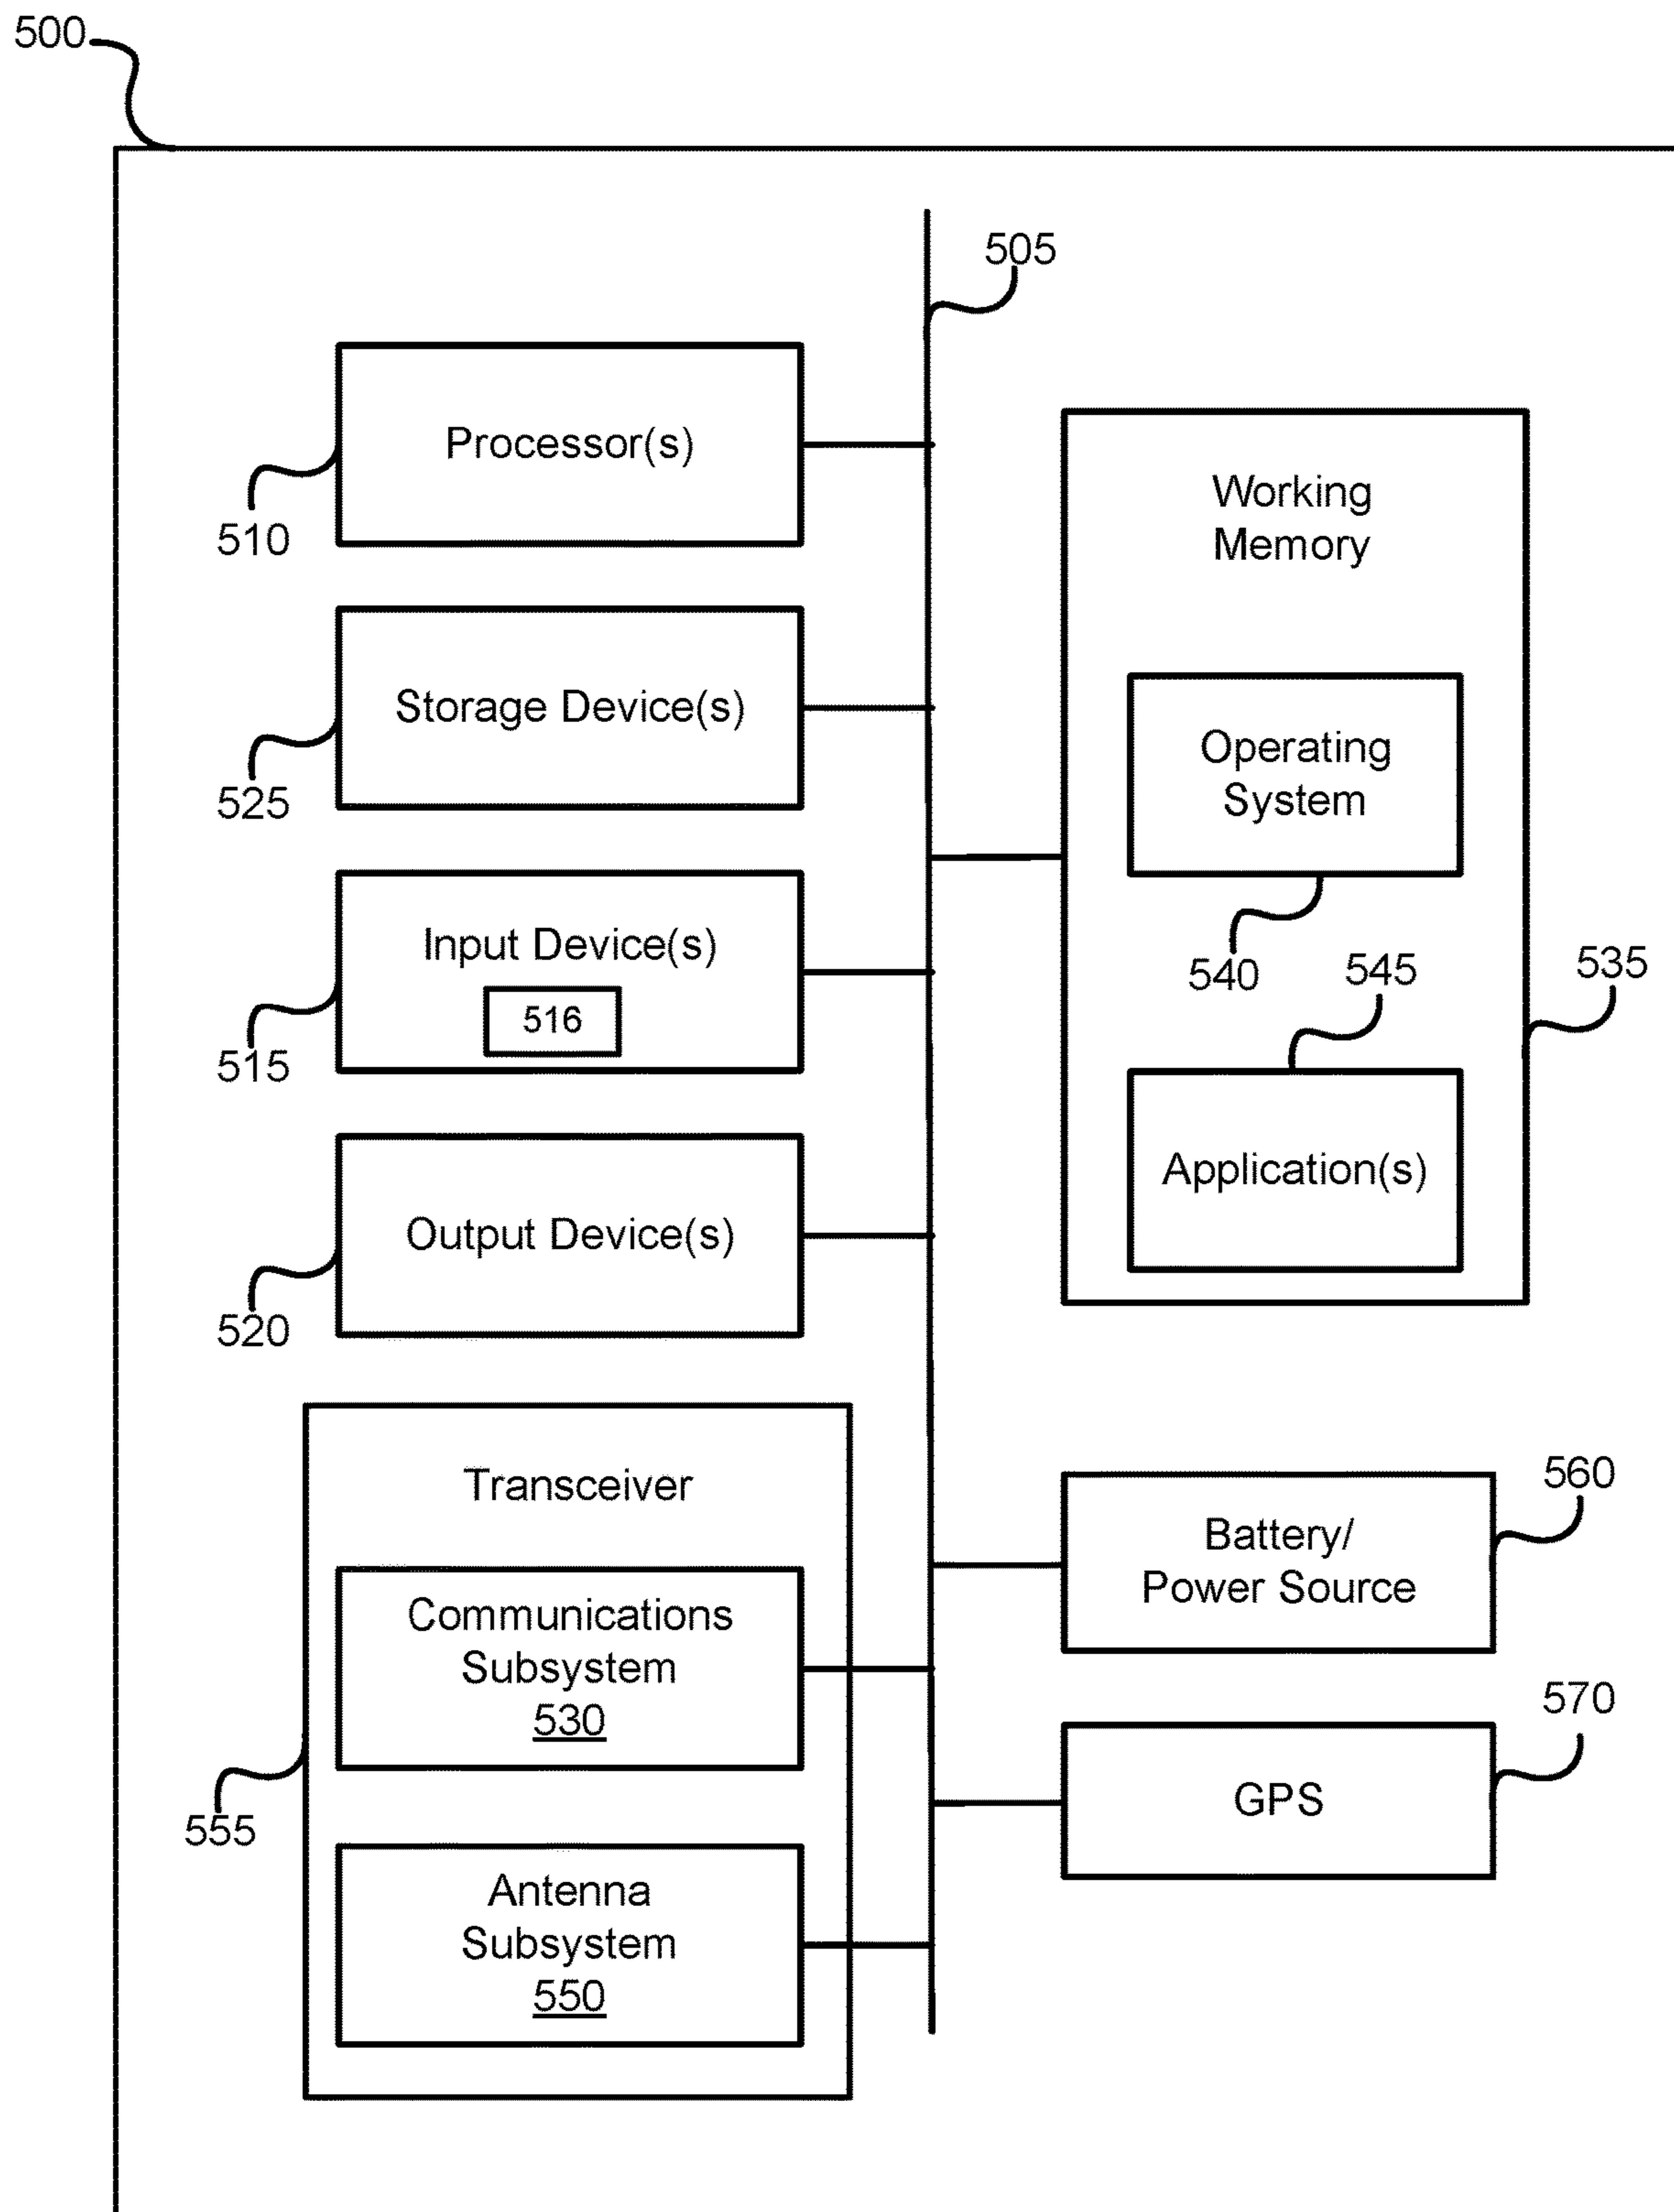 500
505
Processor(s)
510
Working
Memory
Storage Device(s)
525
Operating
System
540
Input Device(s)
516
515
545
535
Application(s)
Output Device(s)
520
Transceiver
Communications
Subsystem
530
555
Antenna
Subsystem
550
560
Battery/
Power Source
570
GPS